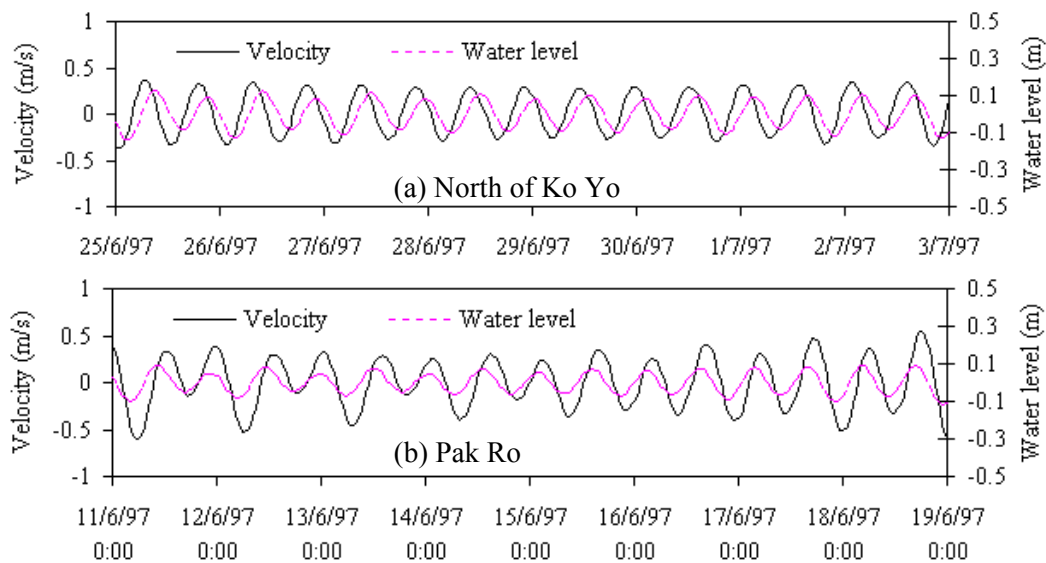 1
0.5
0
-0.5
-1
Velocity (m/s)
Velocity
Water level
0.5
0.3
0.1
-0.1
-0.3
-0.5
Water level (m)
(a) North of Ko Yo
25/6/97 26/6/97 27/6/97 28/6/97 29/6/97 30/6/97 1/7/97 2/7/97 3/7/97
1
0.5
0
-0.5
-1
Velocity (m/s)
Velocity
Water level
0.5
0.3
0.1
-0.1
-0.3
-0.5
Water level (m)
(b) Pak Ro
11/6/97 12/6/97 13/6/97 14/6/97 15/6/97 16/6/97 17/6/97 18/6/97 19/6/97
0:00 0:00 0:00 0:00 0:00 0:00 0:00 0:00 0:00